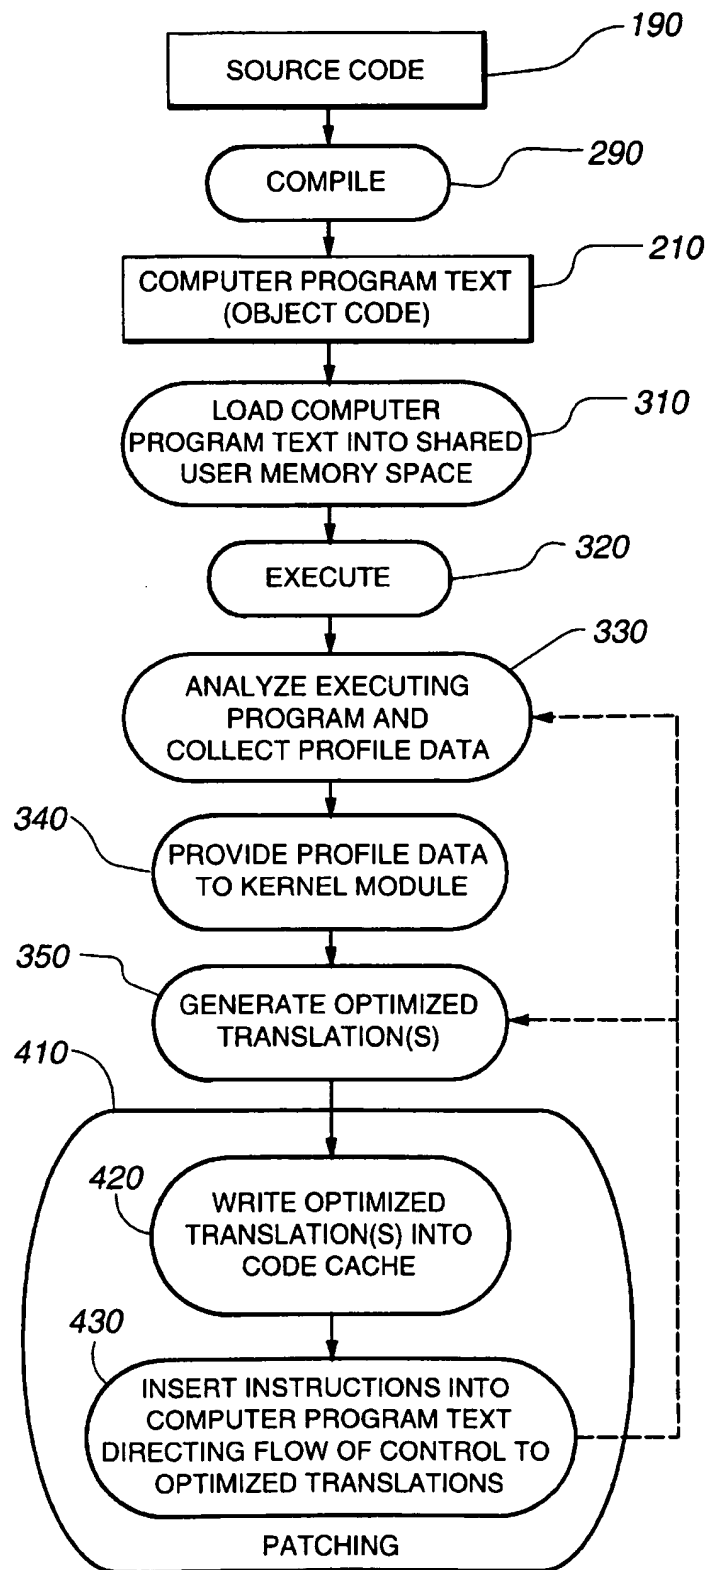 190
SOURCE CODE
290
COMPILE
210
COMPUTER PROGRAM TEXT
(OBJECT CODE)
310
LOAD COMPUTER
PROGRAM TEXT INTO SHARED
USER MEMORY SPACE
320
EXECUTE
330
ANALYZE EXECUTING
PROGRAM AND
COLLECT PROFILE DATA
340
PROVIDE PROFILE DATA
TO KERNEL MODULE
350
GENERATE OPTIMIZED
TRANSLATION(S)
410
420
WRITE OPTIMIZED
TRANSLATION(S) INTO
CODE CACHE
430
INSERT INSTRUCTIONS INTO
COMPUTER PROGRAM TEXT
DIRECTING FLOW OF CONTROL TO
OPTIMIZED TRANSLATIONS
PATCHING